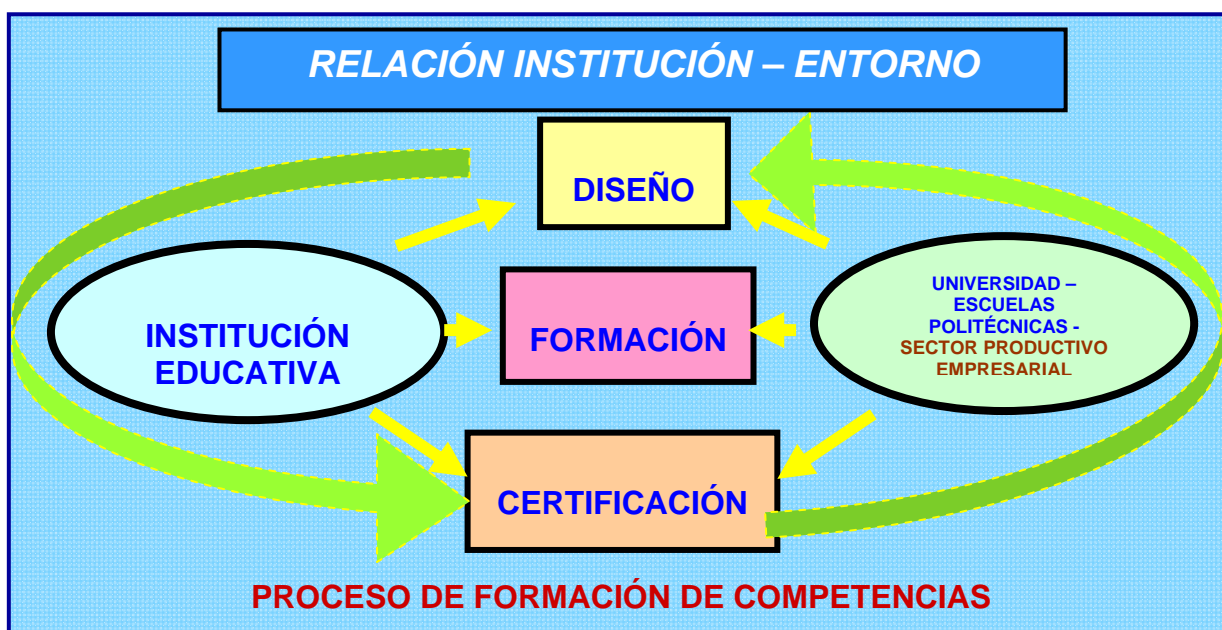 RELACIÓN INSTITUCIÓN – ENTORNO
DISEÑO
INSTITUCIÓN
EDUCATIVA
FORMACIÓN
UNIVERSIDAD –
ESCUELAS
POLITÉCNICAS -
SECTOR PRODUCTIVO
EMPRESARIAL
CERTIFICACIÓN
PROCESO DE FORMACIÓN DE COMPETENCIAS